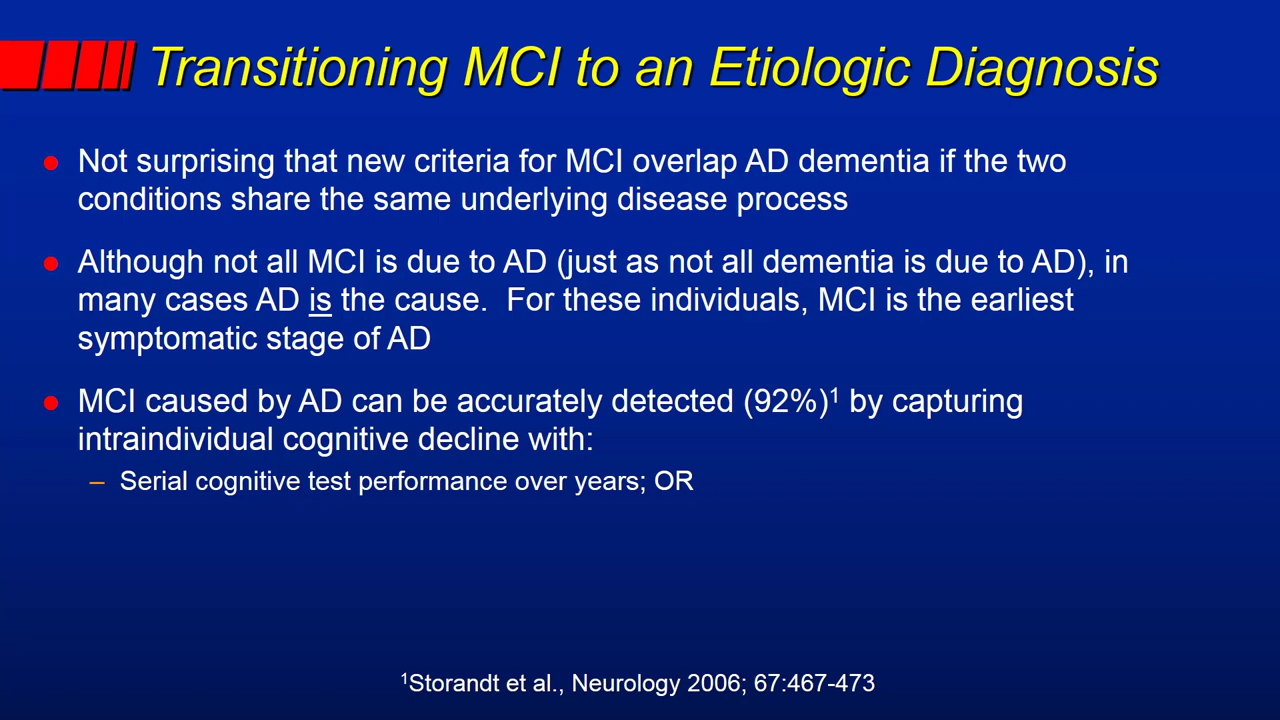 Transitioning MCI to an Etiologic Diagnosis
● Not surprising that new criteria for MCI overlap AD dementia if the two
conditions share the same underlying disease process
● Although not all MCI is due to AD (just as not all dementia is due to AD), in
many cases AD is the cause.  For these individuals, MCI is the earliest
symptomatic stage of AD
● MCI caused by AD can be accurately detected (92%)¹ by capturing
intraindividual cognitive decline with:
– Serial cognitive test performance over years; OR
¹Storandt et al., Neurology 2006; 67:467-473